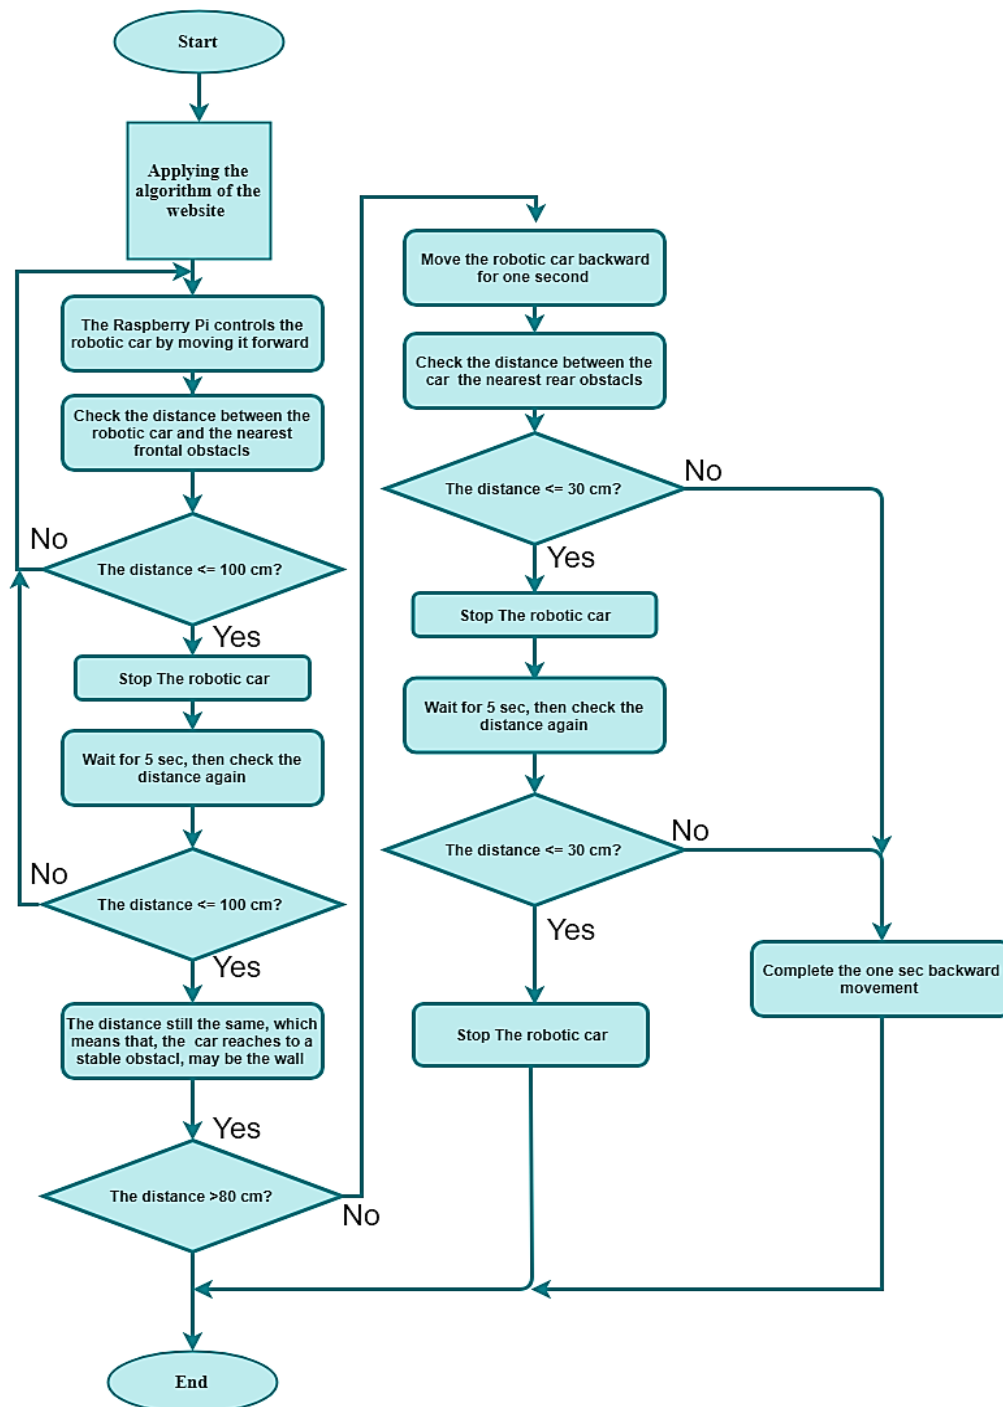 Start
Applying the
algorithm of the
website
The Raspberry Pi controls the
robotic car by moving it forward
Check the distance between the
robotic car and the nearest
frontal obstacls
No
The distance <= 100 cm?
Yes
Stop The robotic car
Wait for 5 sec, then check the
distance again
No
The distance <= 100 cm?
Yes
The distance still the same, which
means that, the car reaches to a
stable obstacl, may be the wall
Yes
The distance >80 cm?
No
Move the robotic car backward
for one second
Check the distance between the
car the nearest rear obstacls
No
The distance <= 30 cm?
Yes
Stop The robotic car
Wait for 5 sec, then check the
distance again
No
The distance <= 30 cm?
Yes
Stop The robotic car
Complete the one sec backward
movement
End